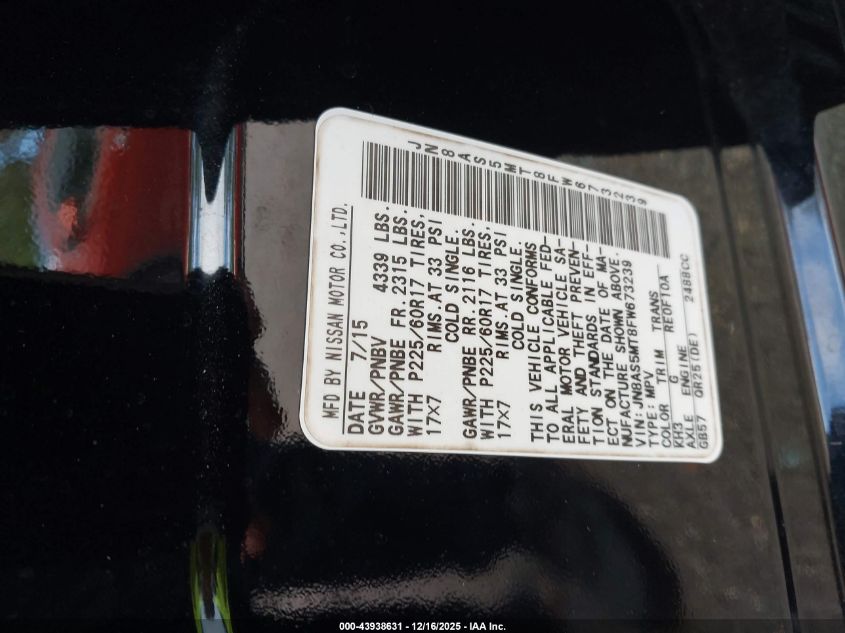 MFD BY NISSAN MOTOR CO.,LTD.
DATE 7/15
GVWR/PNBV 4339 LBS.
GAWR/PNBE FR. 2315 LBS.
WITH P225/60R17 TIRES,
17X7 RIMS.AT 33 PSI
COLD SINGLE.
GAWR/PNBE RR. 2116 LBS.
WITH P225/60R17 TIRES,
17X7 RIMS AT 33 PSI
COLD SINGLE.
THIS VEHICLE CONFORMS
TO ALL APPLICABLE FED-
ERAL MOTOR VEHICLE SA-
FETY AND THEFT PREVEN-
TION STANDARDS IN EFF-
ECT ON THE DATE OF MA-
NUFACTURE SHOWN ABOVE.
VIN:JN8AS5MT8FW673239
TYPE: MPV
COLOR TRIM TRANS
KH3 G RE0F10A
AXLE ENGINE
GB57 QR25(DE) 2488CC
JN8AS5MT8FW673239
000-43938631 - 12/16/2025 - IAA Inc.